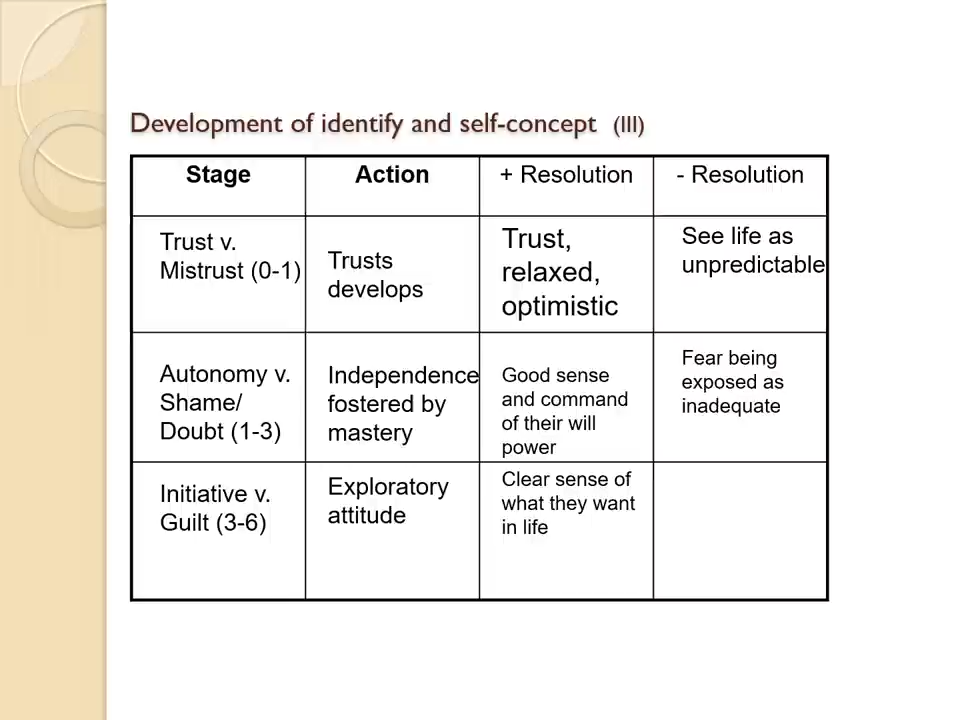 Development of identify and self-concept (III)
Stage
Action
+ Resolution
- Resolution
Trust v.
Mistrust (0-1)
Trusts
develops
Trust,
relaxed,
optimistic
See life as
unpredictable
Autonomy v.
Shame/
Doubt (1-3)
Independence
fostered by
mastery
Good sense
and command
of their will
power
Fear being
exposed as
inadequate
Initiative v.
Guilt (3-6)
Exploratory
attitude
Clear sense of
what they want
in life